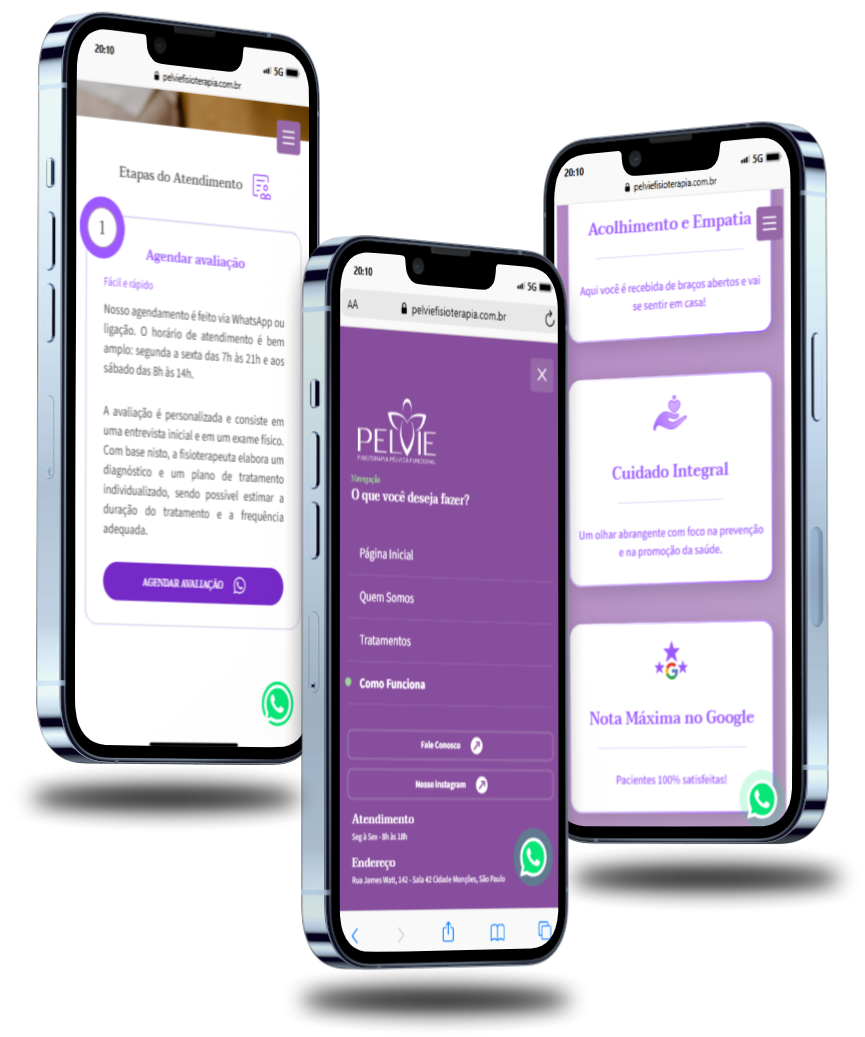 20:10
5G
pelviefisioterapia.com.br
Etapas do Atendimento
1
Agendar avaliação
Fácil e rápido
Nosso agendamento é feito via WhatsApp ou
ligação. O horário de atendimento é bem
amplo: segunda a sexta das 7h às 21h e aos
sábado das 8h às 14h.
A avaliação é personalizada e consiste em
uma entrevista inicial e em um exame físico.
Com base nisto, a fisioterapeuta elabora um
diagnóstico e um plano de tratamento
individualizado, sendo possível estimar a
duração do tratamento e a frequência
adequada.
AGENDAR AVALIAÇÃO
20:10
5G
AA
pelviefisioterapia.com.br
X
PELVIE
FISIOTERAPIA PÉLVICA FUNCIONAL
Navegação
O que você deseja fazer?
Página Inicial
Quem Somos
Tratamentos
Como Funciona
Fale Conosco
Nosso Instagram
Atendimento
Seg à Sex - 8h às 18h
Endereço
Rua James Watt, 142 - Sala 42 Cidade Monções, São Paulo
20:10
5G
pelviefisioterapia.com.br
Acolhimento e Empatia
Aqui você é recebida de braços abertos e vai
se sentir em casa!
Cuidado Integral
Um olhar abrangente com foco na prevenção
e na promoção da saúde.
G
Nota Máxima no Google
Pacientes 100% satisfeitas!